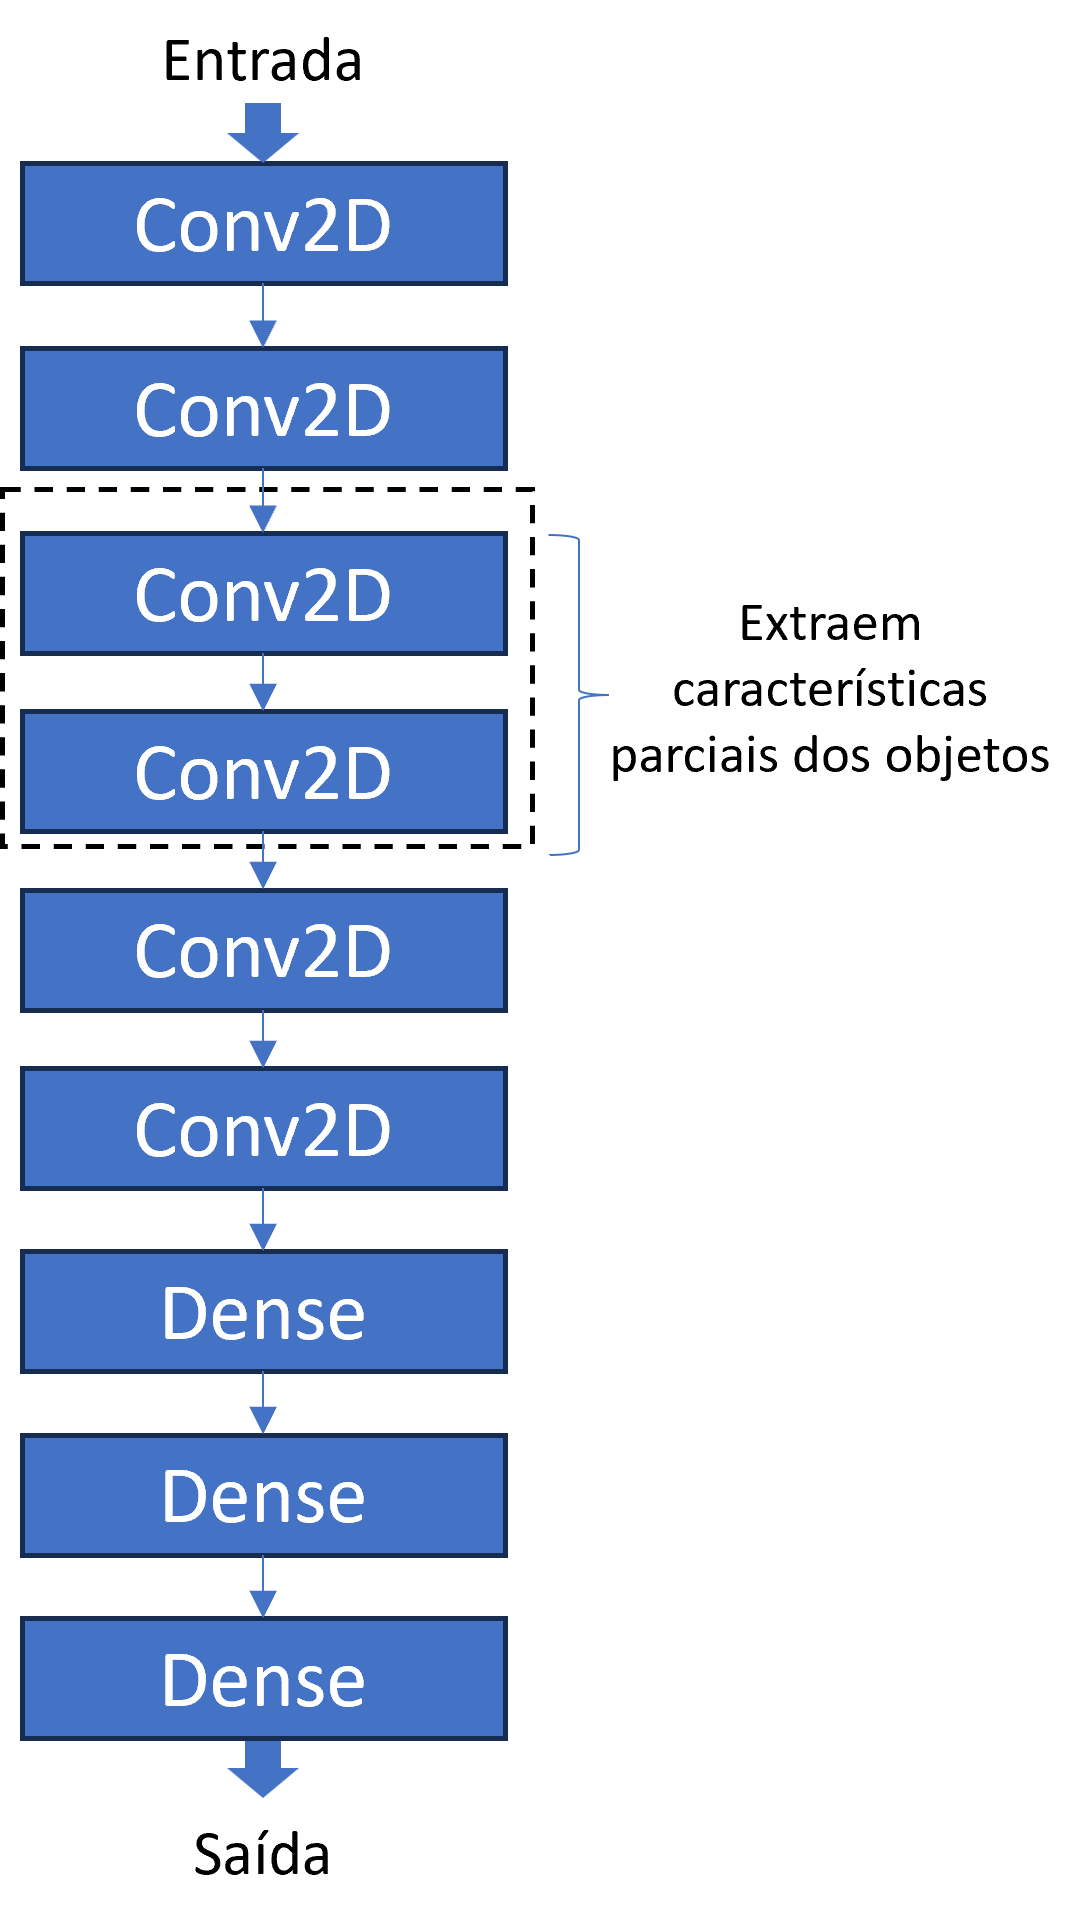 Entrada
Conv2D
Conv2D
Conv2D
Conv2D
Extraem
características
parciais dos objetos
Conv2D
Conv2D
Dense
Dense
Dense
Saída